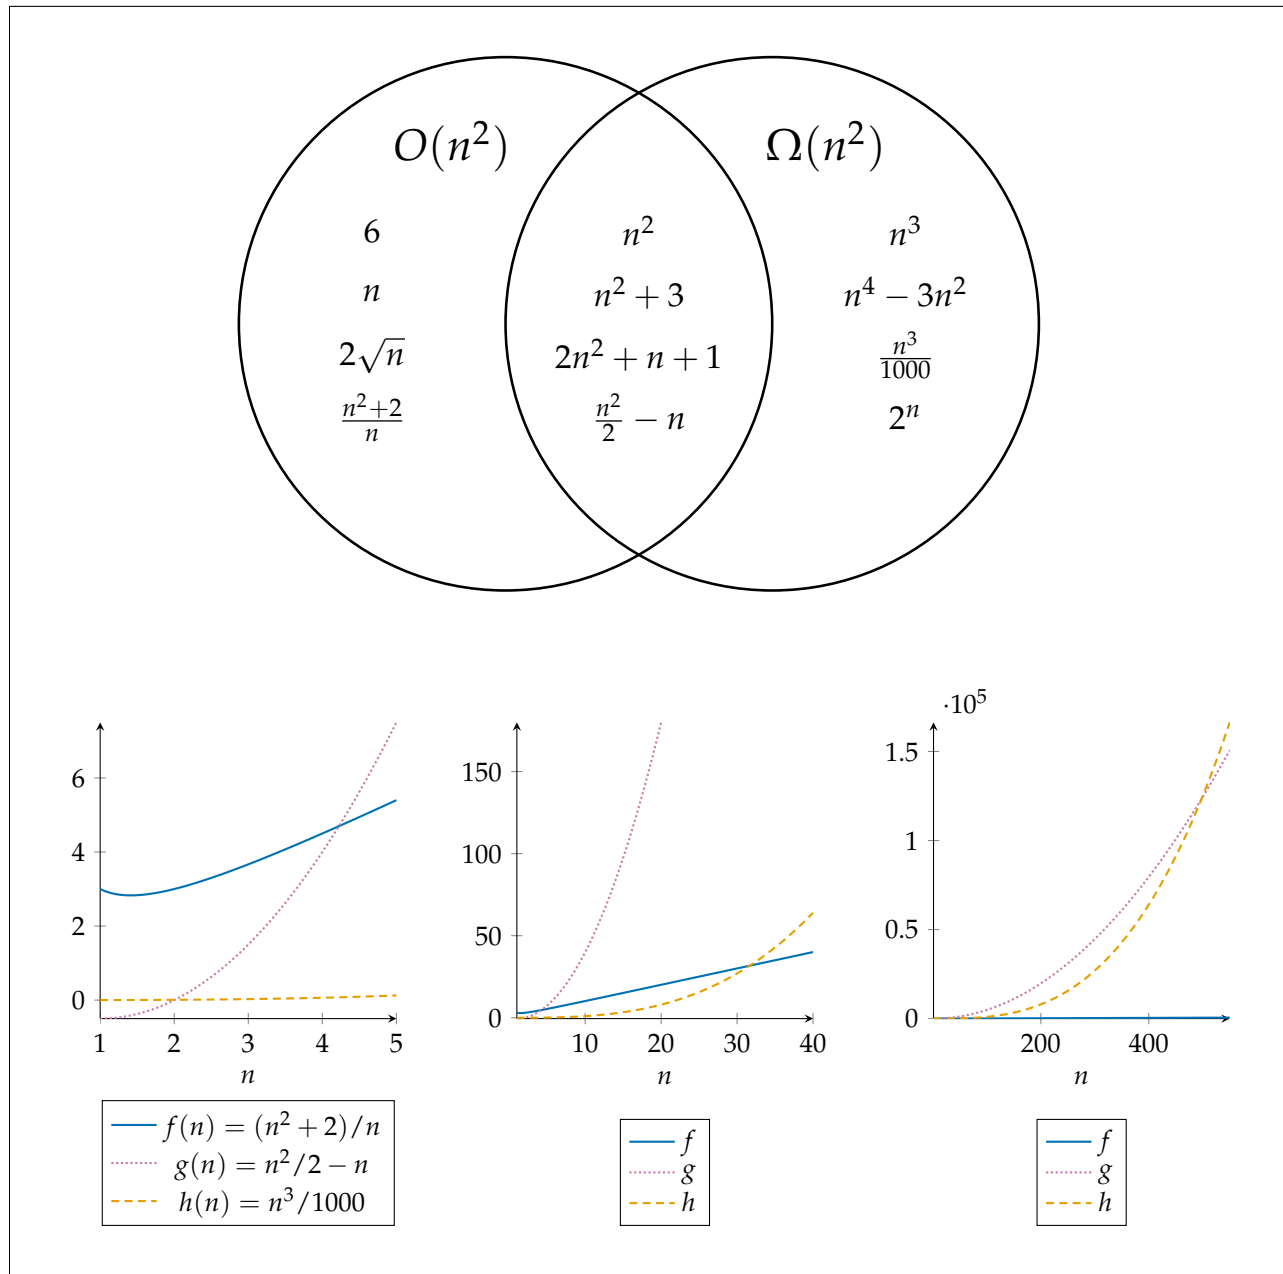 O(n²) Ω(n²)
6 n² n³
n n² + 3 n⁴ − 3n²
2√n 2n² + n + 1 n³/1000
(n²+2)/n n²/2 − n 2ⁿ
·10⁵
6
4
2
0
1 2 3 4 5
n
150
100
50
0
10 20 30 40
n
1.5
1
0.5
0
200 400
n
f(n) = (n² + 2)/n
g(n) = n²/2 − n
h(n) = n³/1000
f
g
h
f
g
h